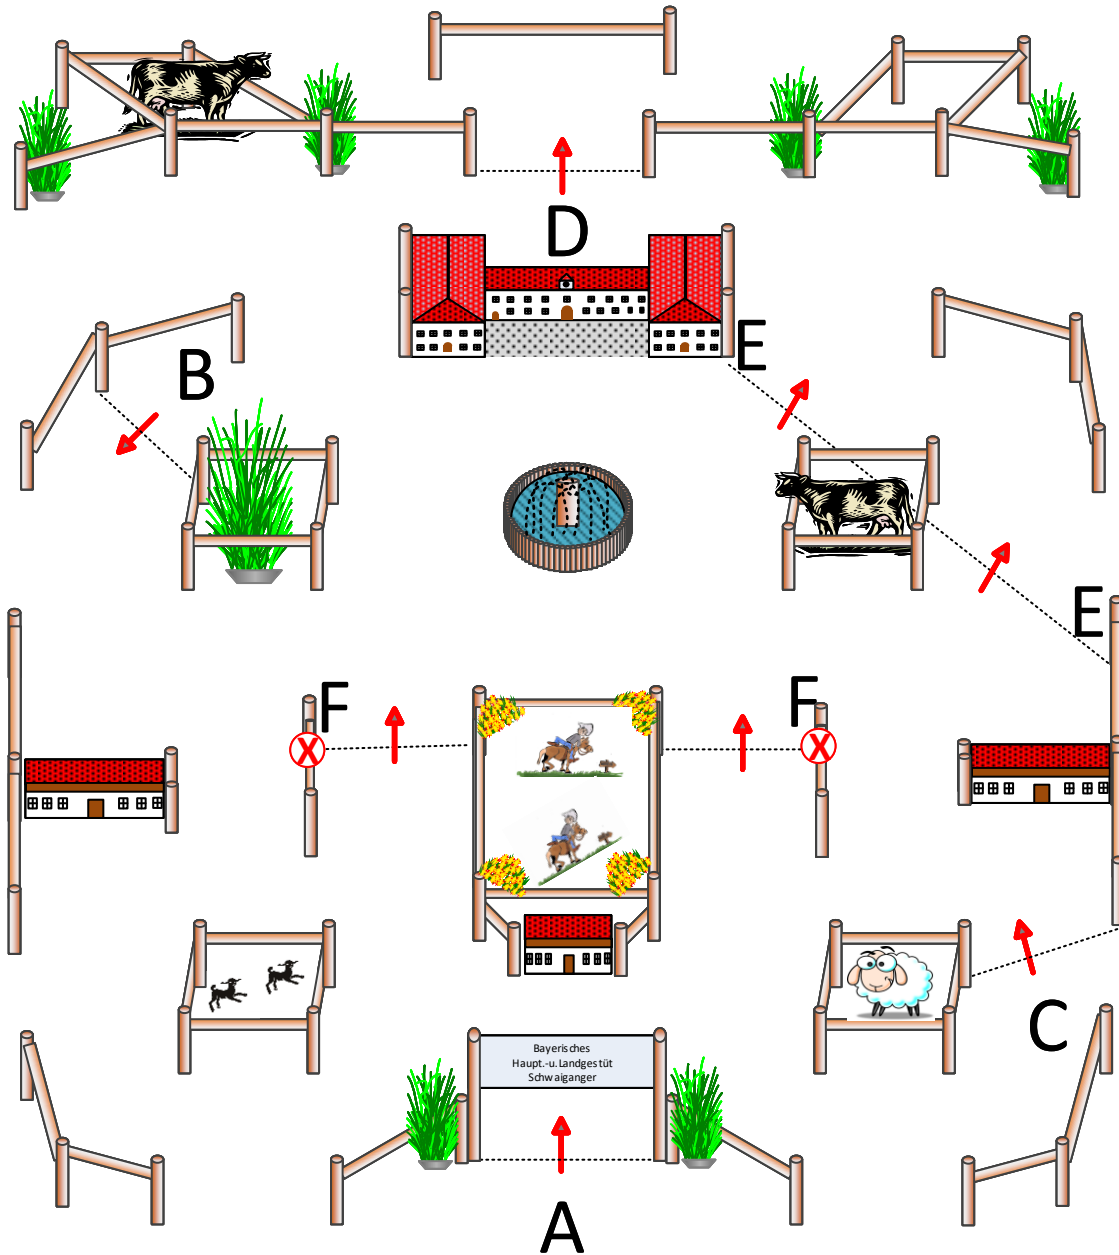 D
E
B
E
F
F
X
X
Bayerisches
Haupt.-u.Landgestüt
Schwaiganger
C
A